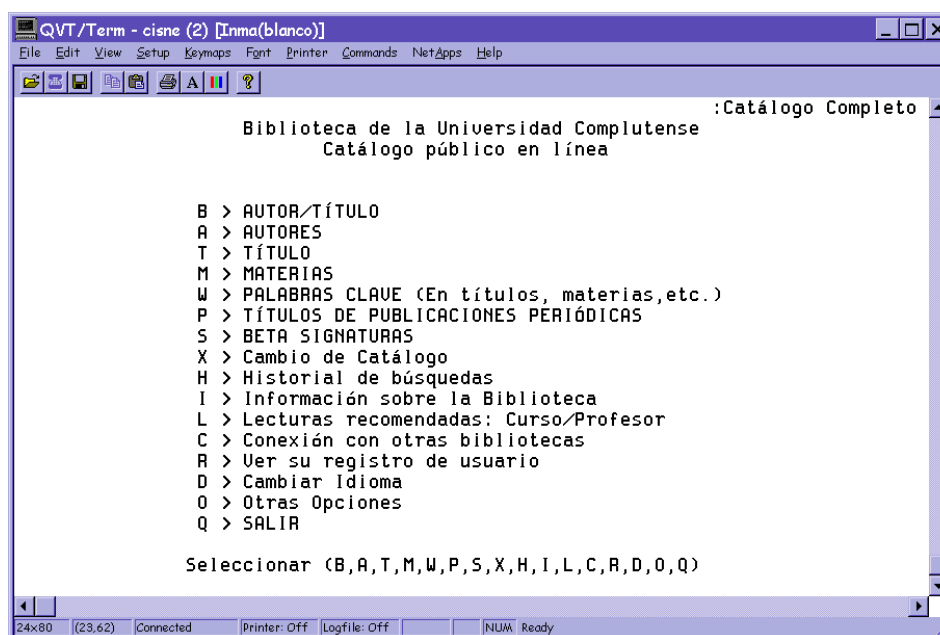 QVT/Term - cisne (2) [Inma(blanco)]
File Edit View Setup Keymaps Font Printer Commands NetApps Help
:Catálogo Completo
Biblioteca de la Universidad Complutense
Catálogo público en línea
B > AUTOR/TÍTULO
A > AUTORES
T > TÍTULO
M > MATERIAS
W > PALABRAS CLAVE (En títulos, materias,etc.)
P > TÍTULOS DE PUBLICACIONES PERIÓDICAS
S > BETA SIGNATURAS
X > Cambio de Catálogo
H > Historial de búsquedas
I > Información sobre la Biblioteca
L > Lecturas recomendadas: Curso/Profesor
C > Conexión con otras bibliotecas
R > Ver su registro de usuario
D > Cambiar Idioma
O > Otras Opciones
Q > SALIR
Seleccionar (B,A,T,M,W,P,S,X,H,I,L,C,R,D,O,Q)
24x80 (23,62) Connected Printer: Off Logfile: Off NUM Ready